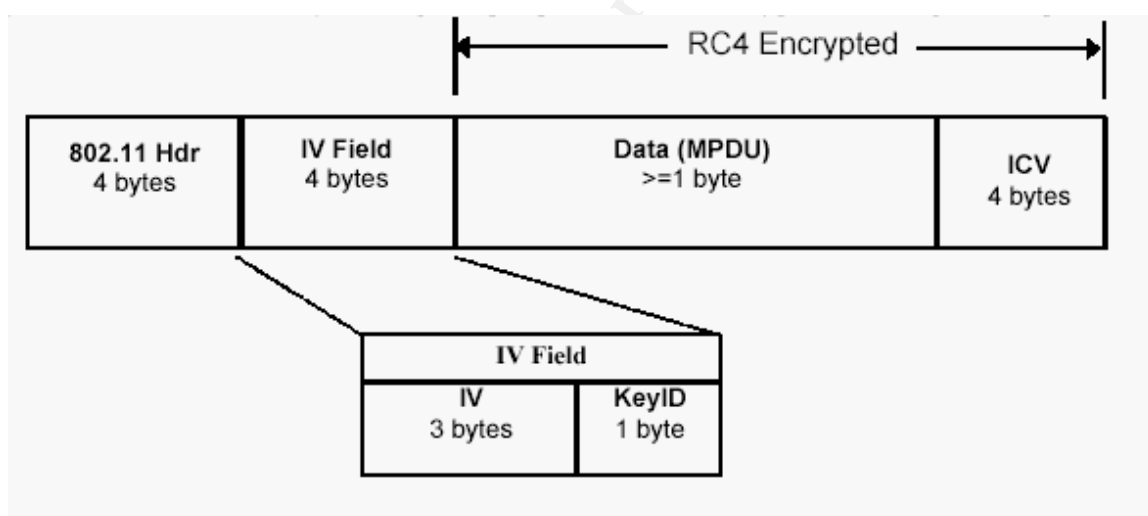 RC4 Encrypted
802.11 Hdr
4 bytes
IV Field
4 bytes
Data (MPDU)
>=1 byte
ICV
4 bytes
IV Field
IV
3 bytes
KeyID
1 byte